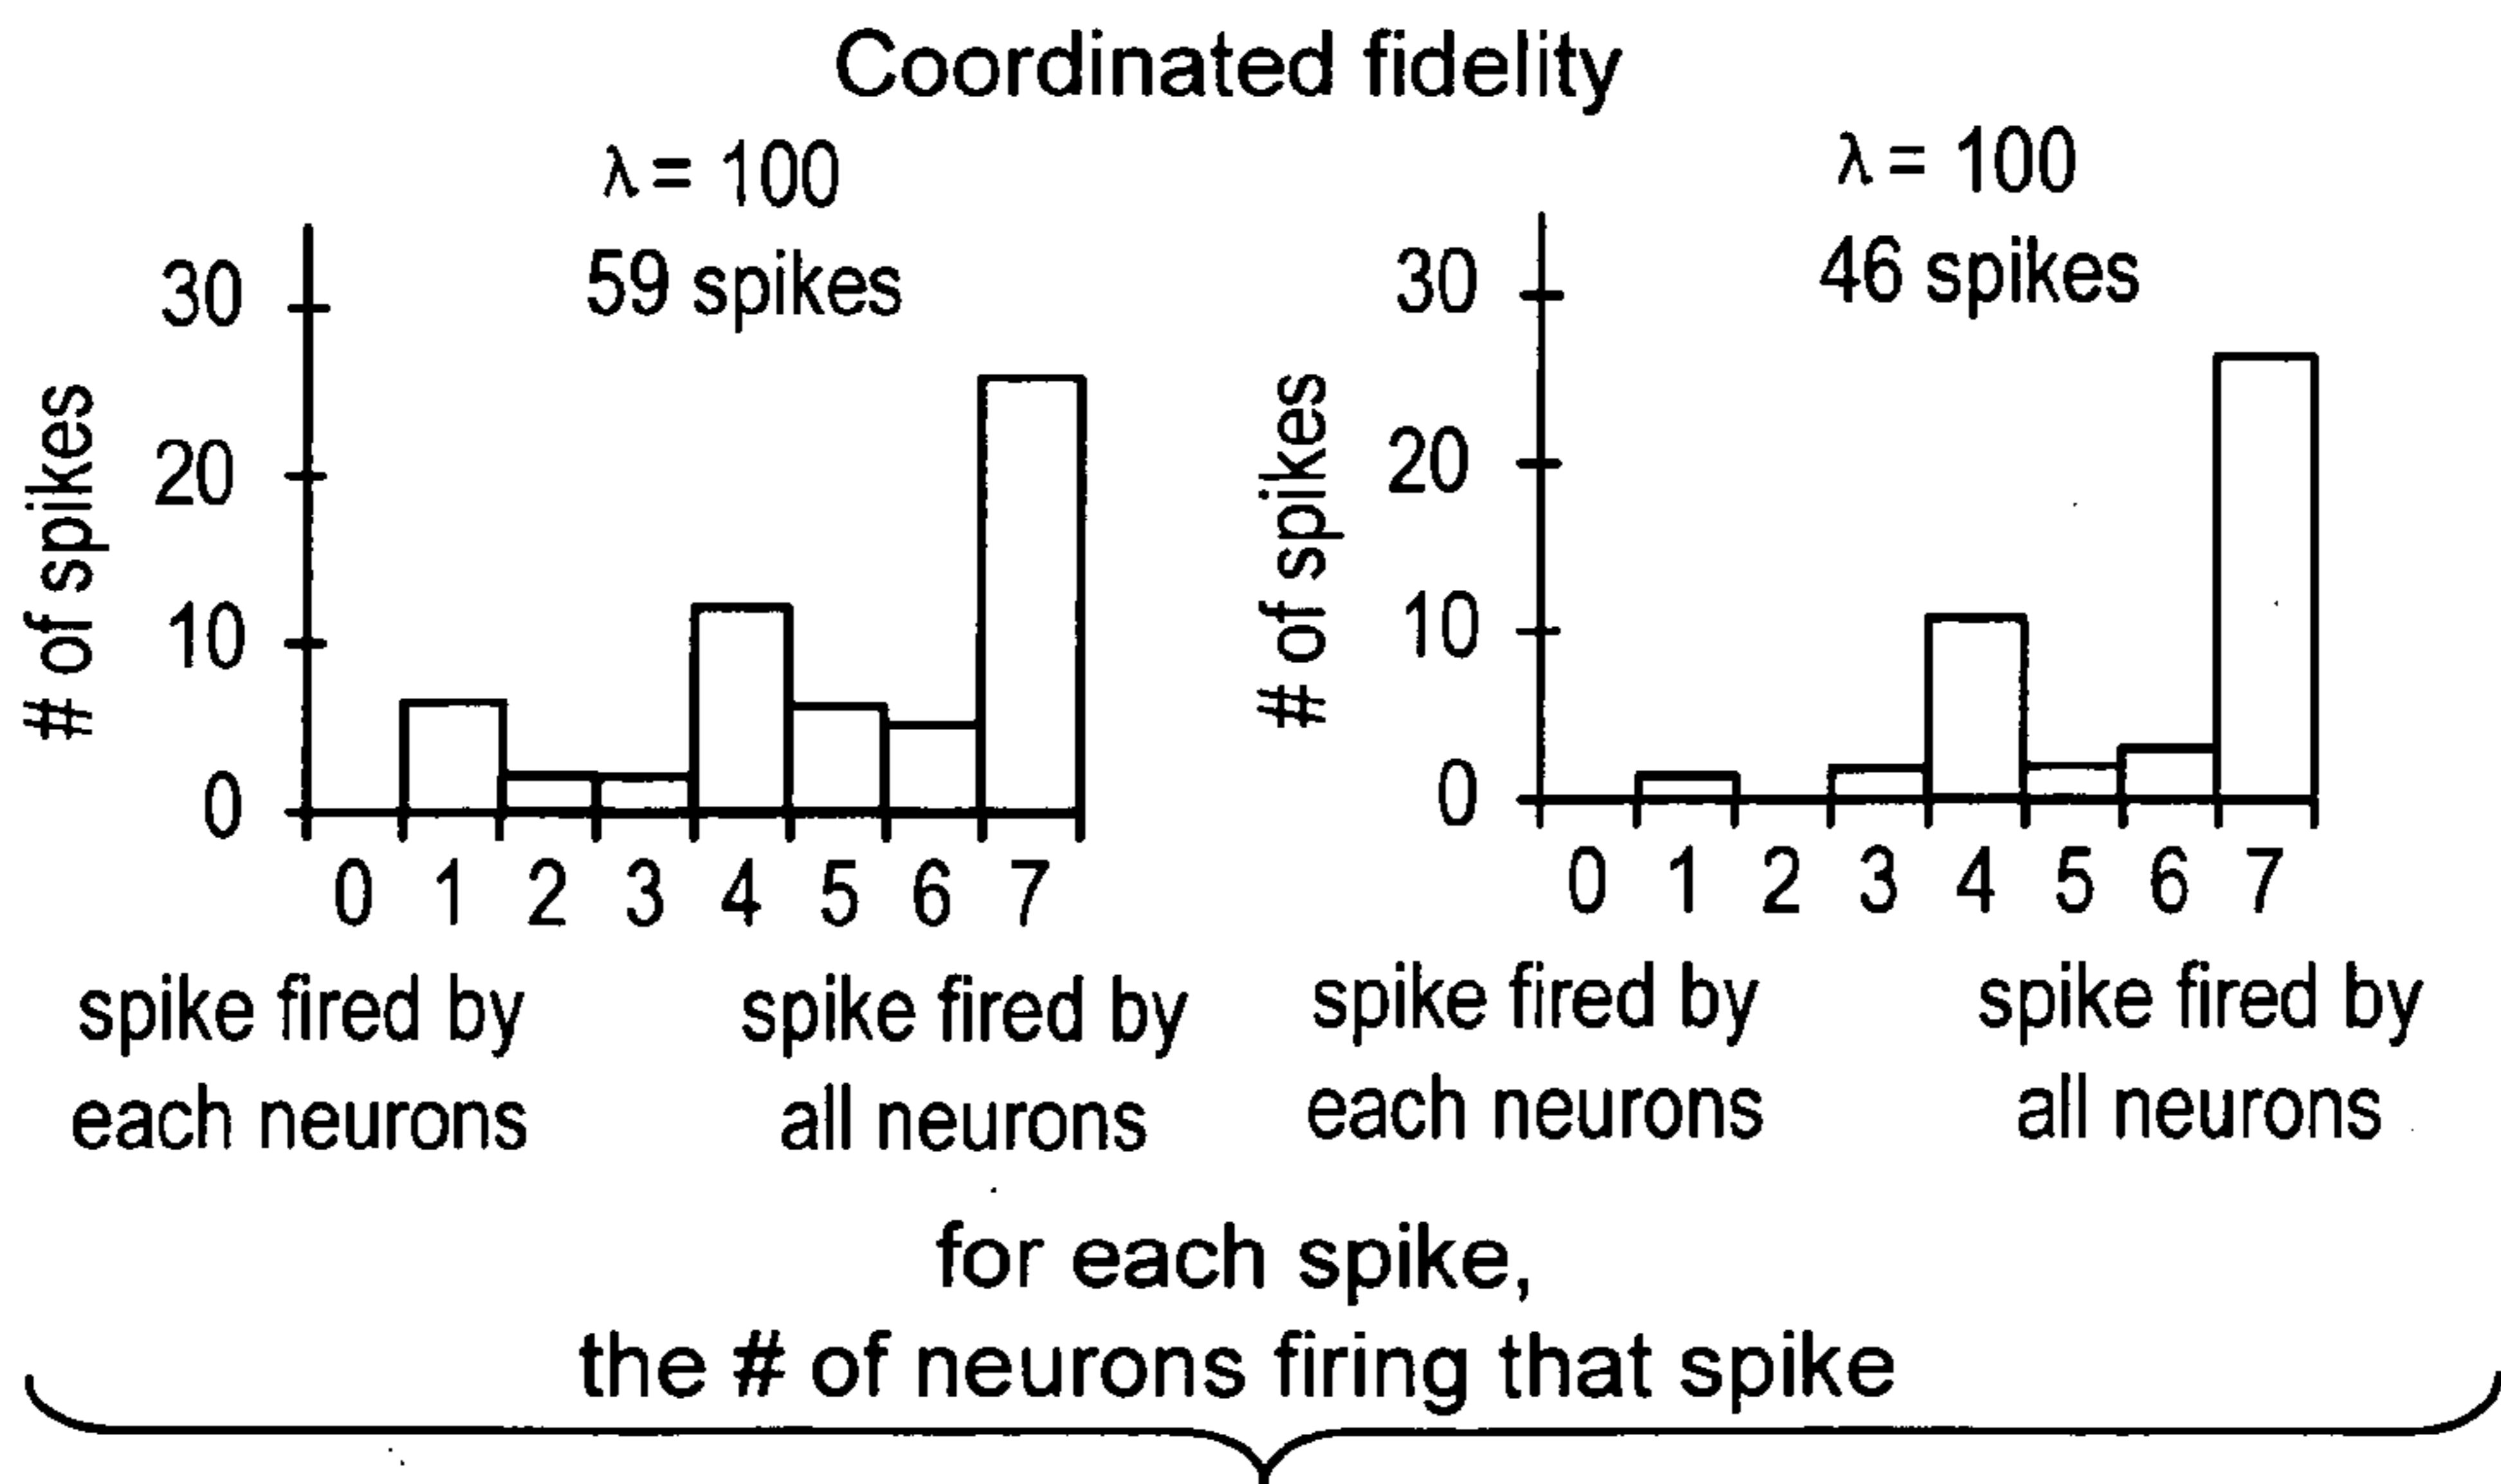 Coordinated fidelity
λ = 100
59 spikes
# of spikes
30
20
10
0
0 1 2 3 4 5 6 7
spike fired by
each neurons
spike fired by
all neurons
λ = 100
46 spikes
# of spikes
30
20
10
0
0 1 2 3 4 5 6 7
spike fired by
each neurons
spike fired by
all neurons
for each spike,
the # of neurons firing that spike